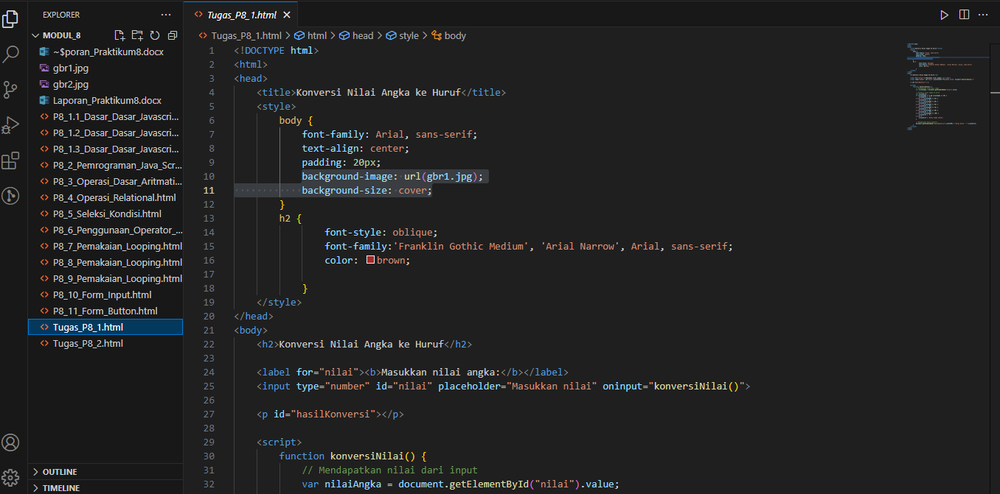 EXPLORER
MODUL_8
~$poran_Praktikum8.docx
gbr1.jpg
gbr2.jpg
Laporan_Praktikum8.docx
P8_1.1_Dasar_Dasar_Javascri...
P8_1.2_Dasar_Dasar_Javascri...
P8_1.3_Dasar_Dasar_Javascri...
P8_2_Pemrograman_Java_Scr...
P8_3_Operasi_Dasar_Aritmati...
P8_4_Operasi_Relational.html
P8_5_Seleksi_Kondisi.html
P8_6_Penggunaan_Operator_...
P8_7_Pemakaian_Looping.html
P8_8_Pemakaian_Looping.html
P8_9_Pemakaian_Looping.html
P8_10_Form_Input.html
P8_11_Form_Button.html
Tugas_P8_1.html
Tugas_P8_2.html
OUTLINE
TIMELINE
Tugas_P8_1.html
Tugas_P8_1.html > html > head > style > body
1 <!DOCTYPE html>
2 <html>
3 <head>
4 <title>Konversi Nilai Angka ke Huruf</title>
5 <style>
6 body {
7 font-family: Arial, sans-serif;
8 text-align: center;
9 padding: 20px;
10 background-image: url(gbr1.jpg);
11 background-size: cover;
12 }
13 h2 {
14 font-style: oblique;
15 font-family:'Franklin Gothic Medium', 'Arial Narrow', Arial, sans-serif;
16 color: brown;
17
18 }
19 </style>
20 </head>
21 <body>
22 <h2>Konversi Nilai Angka ke Huruf</h2>
23
24 <label for="nilai"><b>Masukkan nilai angka:</b></label>
25 <input type="number" id="nilai" placeholder="Masukkan nilai" oninput="konversiNilai()">
26
27 <p id="hasilKonversi"></p>
28
29 <script>
30 function konversiNilai() {
31 // Mendapatkan nilai dari input
32 var nilaiAngka = document.getElementById("nilai").value;